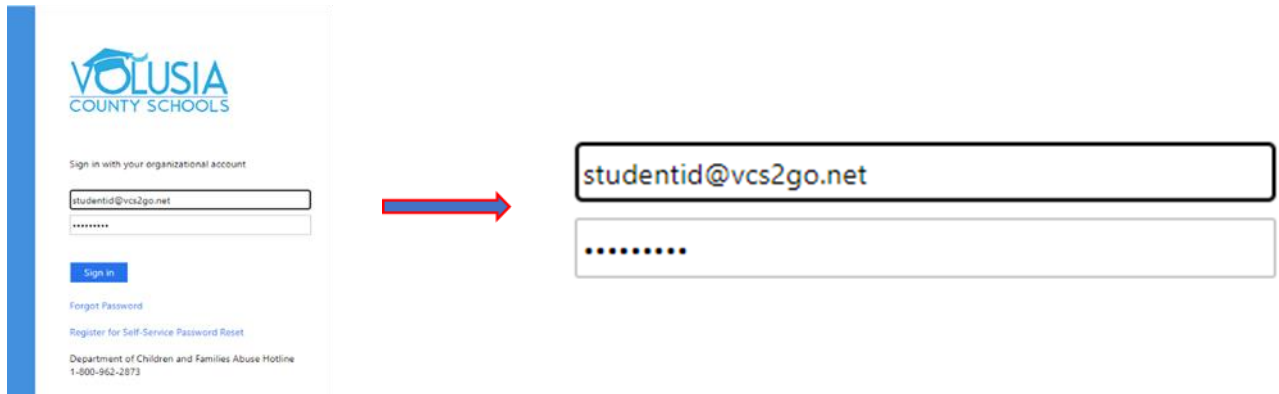 VOLUSIA
COUNTY SCHOOLS
Sign in with your organizational account
studentid@vcs2go.net
•••••••••
Sign in
Forgot Password
Register for Self-Service Password Reset
Department of Children and Families Abuse Hotline
1-800-962-2873
studentid@vcs2go.net
•••••••••